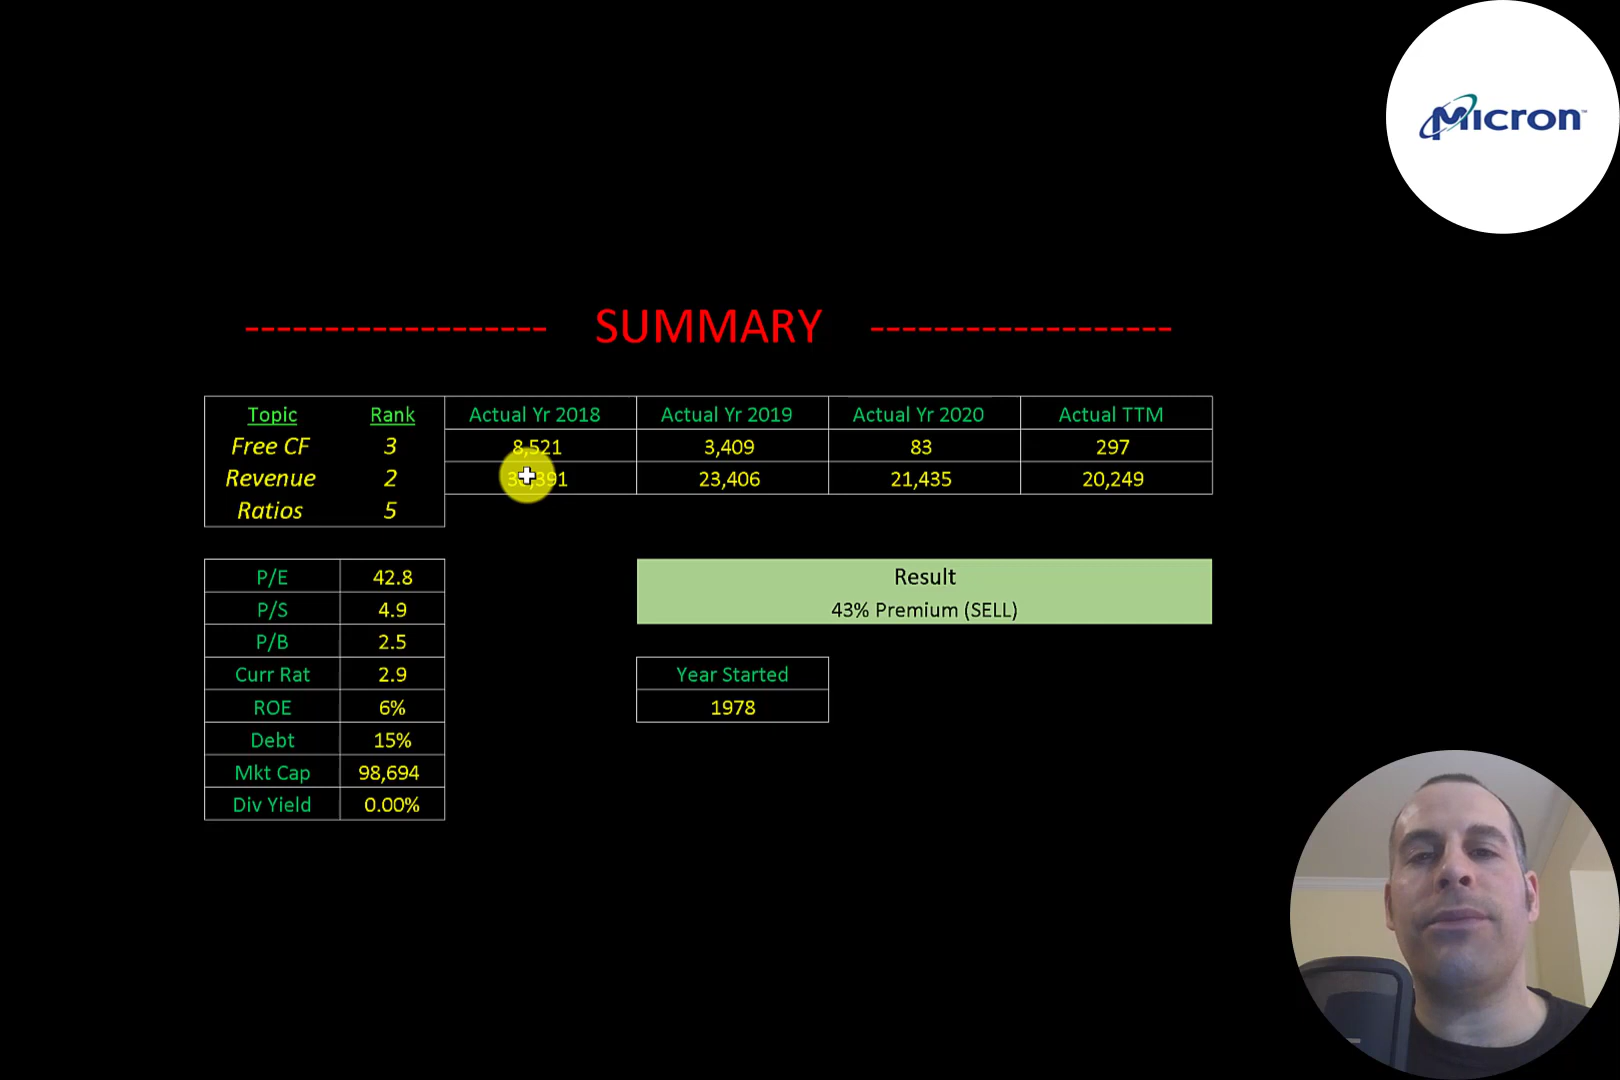 Micron
------------------- SUMMARY -------------------
Topic Rank Actual Yr 2018 Actual Yr 2019 Actual Yr 2020 Actual TTM
Free CF 3 8,521 3,409 83 297
Revenue 2 23,406 21,435 20,249
Ratios 5
P/E 42.8
P/S 4.9
P/B 2.5
Curr Rat 2.9
ROE 6%
Debt 15%
Mkt Cap 98,694
Div Yield 0.00%
Result
43% Premium (SELL)
Year Started
1978